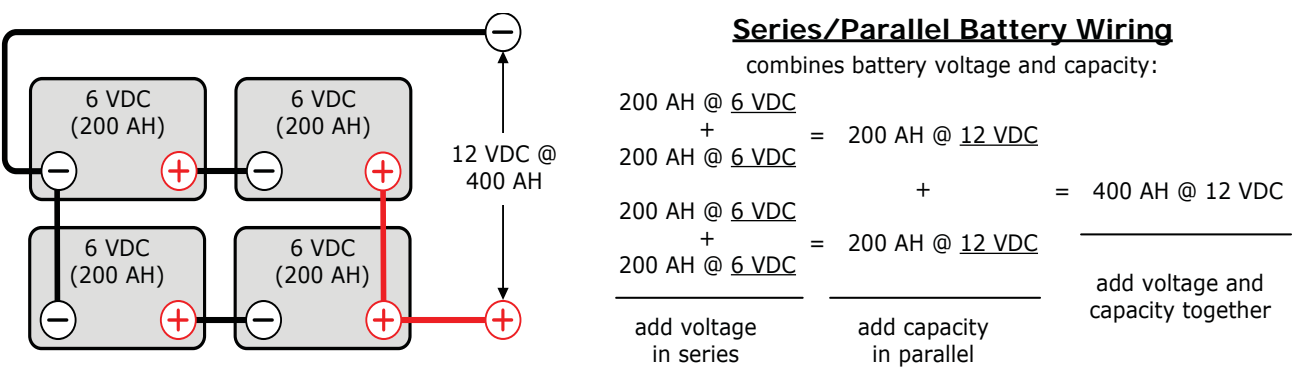 6 VDC
(200 AH)
6 VDC
(200 AH)
6 VDC
(200 AH)
6 VDC
(200 AH)
12 VDC @
400 AH
Series/Parallel Battery Wiring
combines battery voltage and capacity:
200 AH @ 6 VDC
+
200 AH @ 6 VDC
= 200 AH @ 12 VDC
+
200 AH @ 6 VDC
+
200 AH @ 6 VDC
= 200 AH @ 12 VDC
= 400 AH @ 12 VDC
add voltage
in series
add capacity
in parallel
add voltage and
capacity together